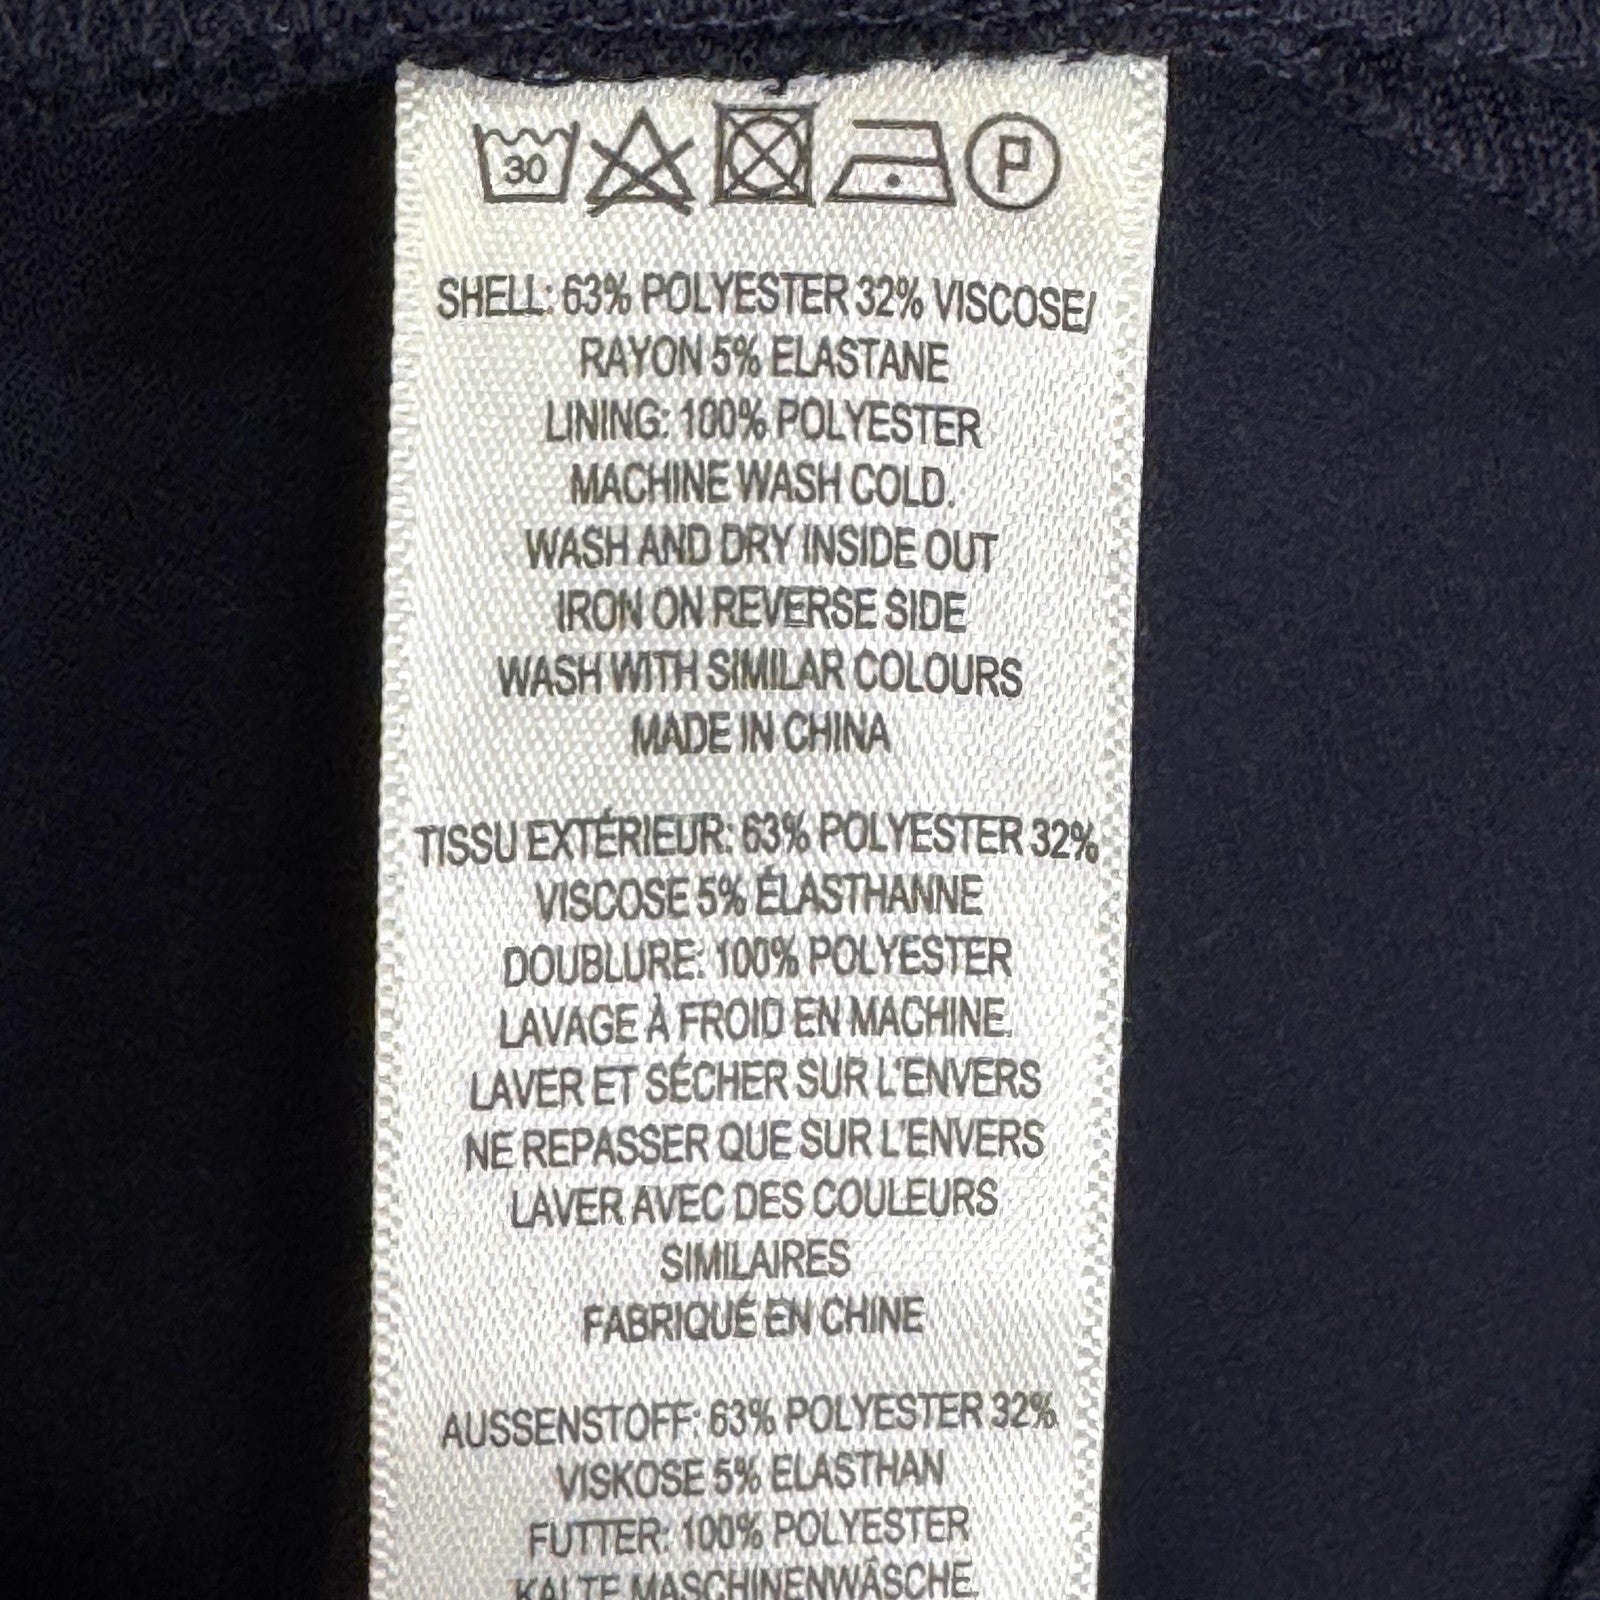 30
P
SHELL: 63% POLYESTER 32% VISCOSE/
RAYON 5% ELASTANE
LINING: 100% POLYESTER
MACHINE WASH COLD.
WASH AND DRY INSIDE OUT
IRON ON REVERSE SIDE
WASH WITH SIMILAR COLOURS
MADE IN CHINA
TISSU EXTÉRIEUR: 63% POLYESTER 32%
VISCOSE 5% ÉLASTHANNE
DOUBLURE: 100% POLYESTER
LAVAGE À FROID EN MACHINE.
LAVER ET SÉCHER SUR L'ENVERS
NE REPASSER QUE SUR L'ENVERS
LAVER AVEC DES COULEURS
SIMILAIRES
FABRIQUÉ EN CHINE
AUSSENSTOFF: 63% POLYESTER 32%
VISKOSE 5% ELASTHAN
FUTTER: 100% POLYESTER
KALTE MASCHINENWÄSCHE.